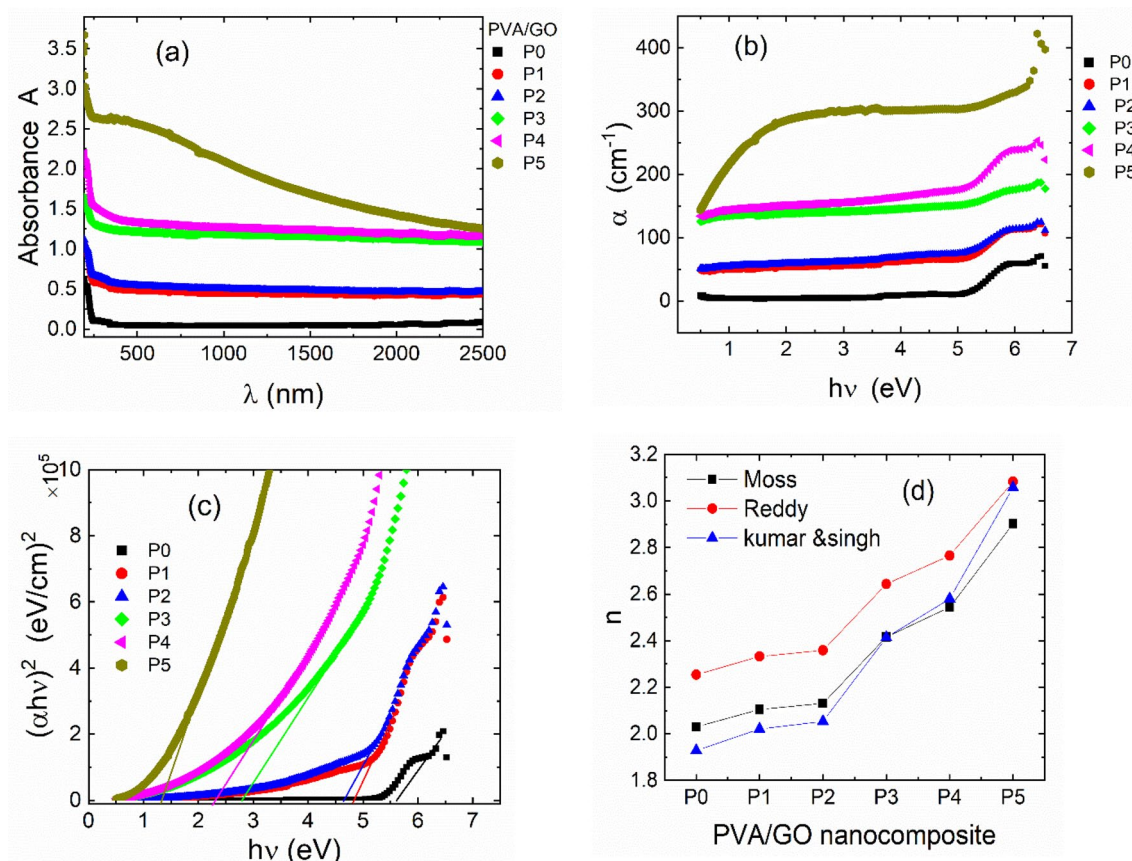 (a)
PVA/GO
P0
P1
P2
P3
P4
P5
3.5
3.0
2.5
2.0
1.5
1.0
0.5
0.0
Absorbance A
500 1000 1500 2000 2500
λ (nm)
(b)
P0
P1
P2
P3
P4
P5
400
300
200
100
0
α (cm⁻¹)
1 2 3 4 5 6 7
hν (eV)
×10⁵
10
8
6
4
2
0
(αhν)² (eV/cm)²
(c)
P0
P1
P2
P3
P4
P5
0 1 2 3 4 5 6 7
hν (eV)
(d)
Moss
Reddy
kumar &singh
3.2
3.0
2.8
2.6
2.4
2.2
2.0
1.8
n
P0 P1 P2 P3 P4 P5
PVA/GO nanocomposite